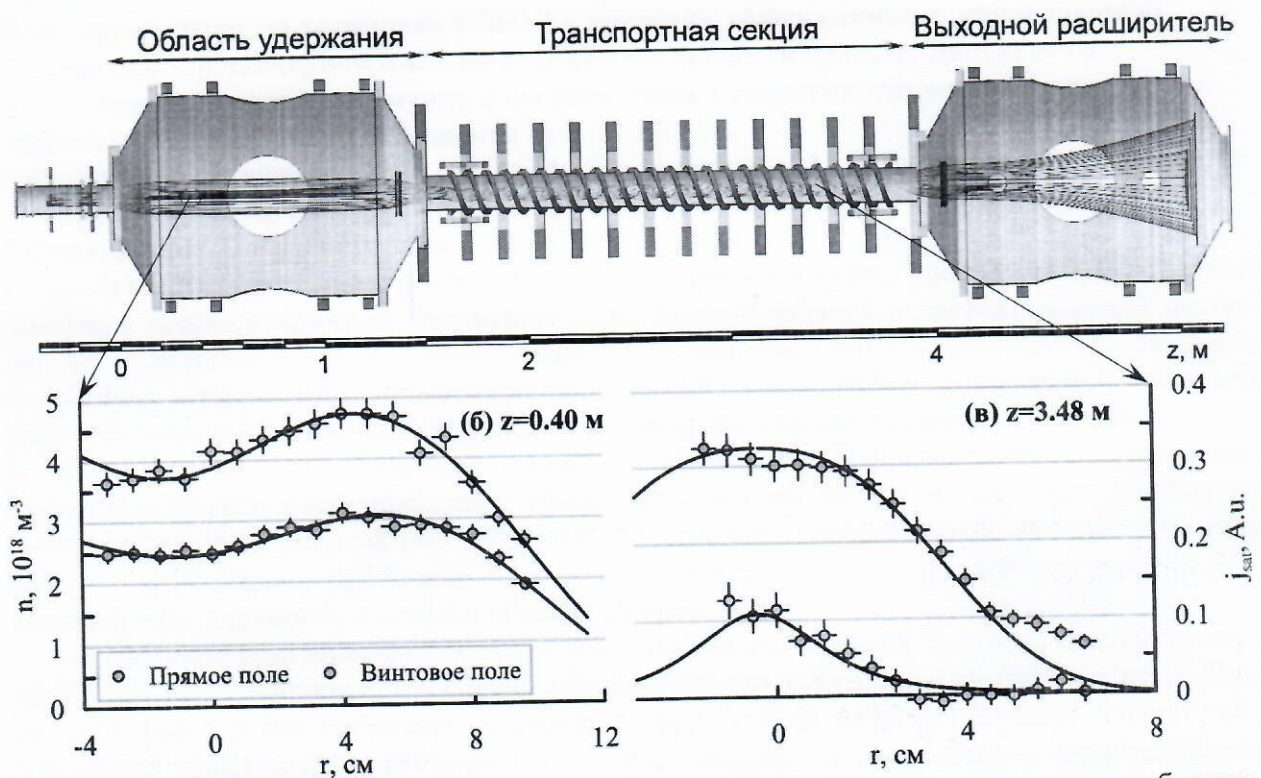 Область удержания Транспортная секция Выходной расширитель
0 1 2 4 z, м
5 (б) z=0.40 м (в) z=3.48 м 0.4
4 0.3
3 0.2
2 0.1
1 0
0
n, 10¹⁸ м⁻³
j_sat, A.u.
Прямое поле Винтовое поле
-4 0 4 8 12 0 4 8
r, см r, см